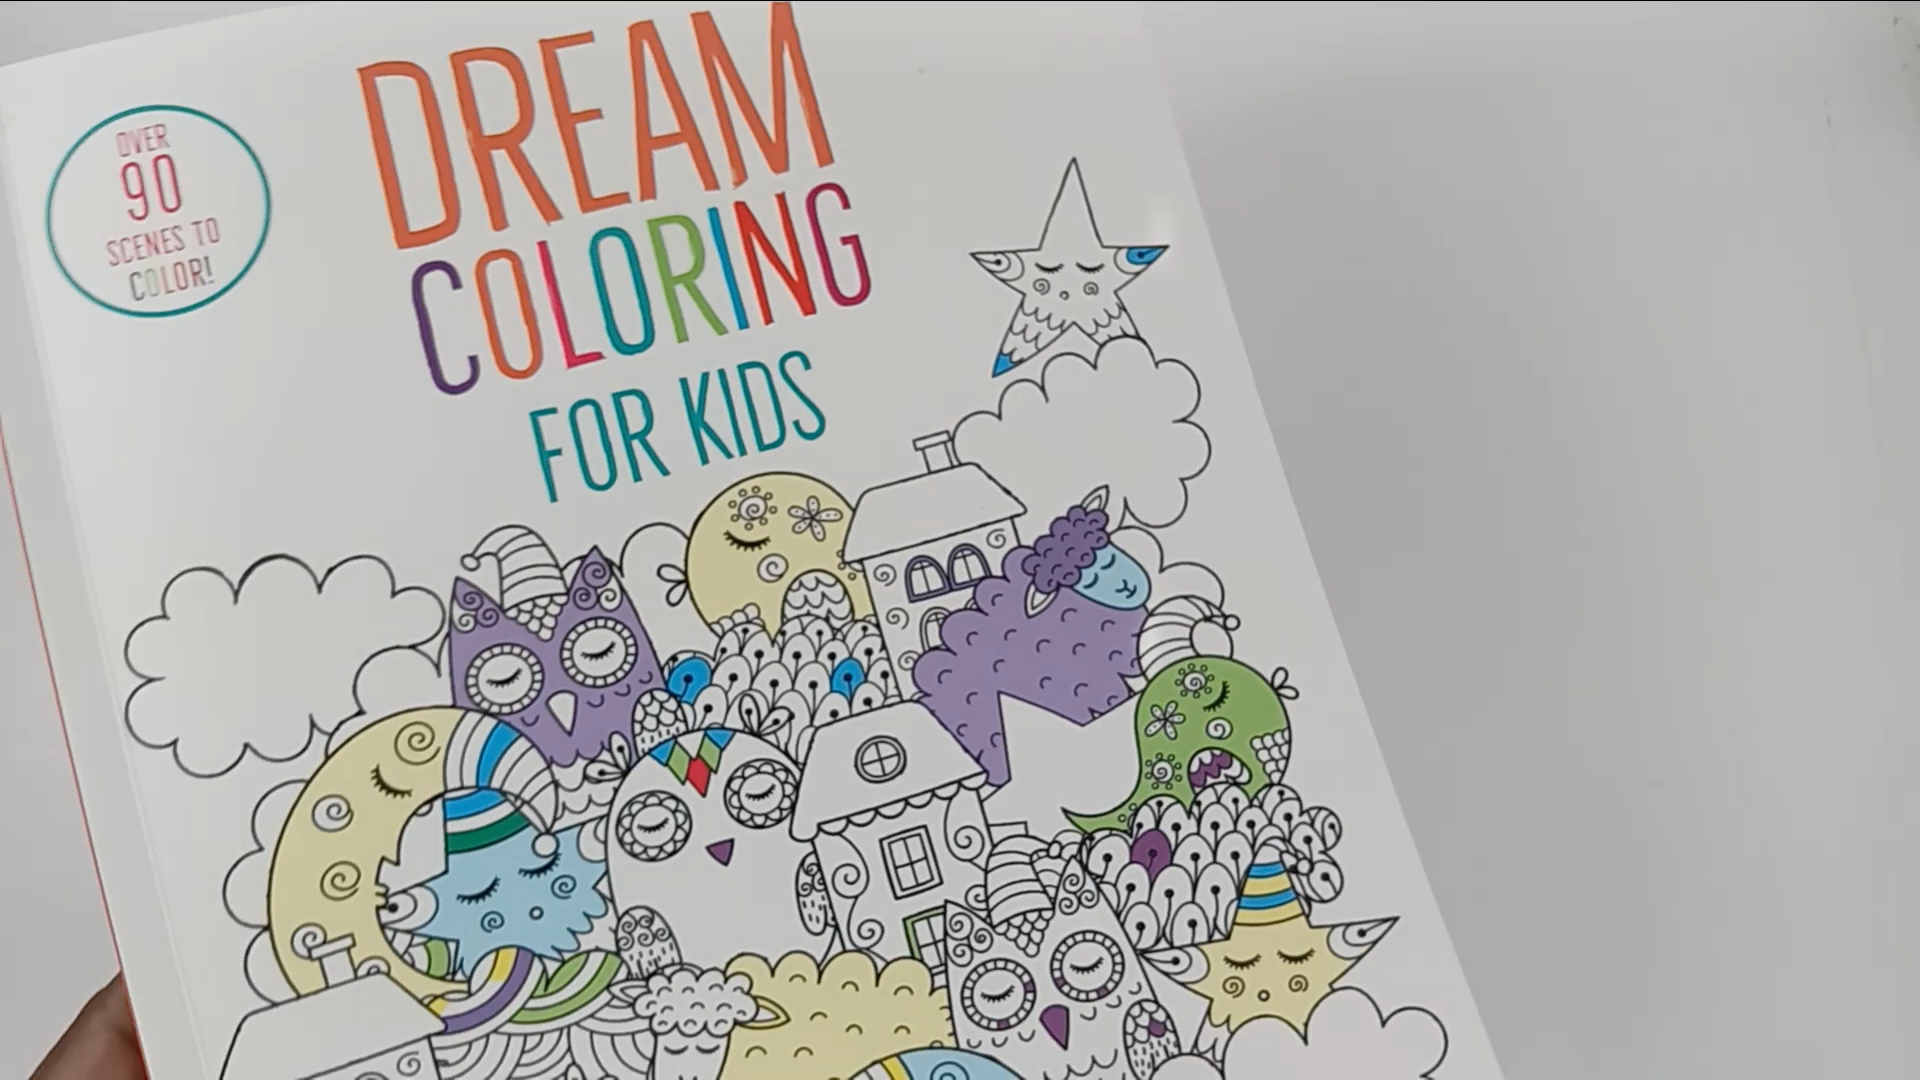 DREAM
COLORING
FOR KIDS
OVER
90
SCENES TO
COLOR!